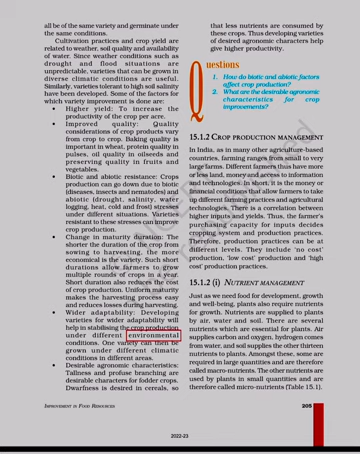 all be of the same variety and germinate under
the same conditions.
Cultivation practices and crop yield are
related to weather, soil quality and availability
of water. Since weather conditions such as
drought and flood situations are
unpredictable, varieties that can be grown in
diverse climatic conditions are useful.
Similarly, varieties tolerant to high soil salinity
have been developed. Some of the factors for
which variety improvement is done are:
• Higher yield: To increase the
productivity of the crop per acre.
• Improved quality: Quality
considerations of crop products vary
from crop to crop. Baking quality is
important in wheat, protein quality in
pulses, oil quality in oilseeds and
preserving quality in fruits and
vegetables.
• Biotic and abiotic resistance: Crops
production can go down due to biotic
(diseases, insects and nematodes) and
abiotic (drought, salinity, water
logging, heat, cold and frost) stresses
under different situations. Varieties
resistant to these stresses can improve
crop production.
• Change in maturity duration: The
shorter the duration of the crop from
sowing to harvesting, the more
economical is the variety. Such short
durations allow farmers to grow
multiple rounds of crops in a year.
Short duration also reduces the cost
of crop production. Uniform maturity
makes the harvesting process easy
and reduces losses during harvesting.
• Wider adaptability: Developing
varieties for wider adaptability will
help in stabilising the crop production
under different environmental
conditions. One variety can then be
grown under different climatic
conditions in different areas.
• Desirable agronomic characteristics:
Tallness and profuse branching are
desirable characters for fodder crops.
Dwarfness is desired in cereals, so
that less nutrients are consumed by
these crops. Thus developing varieties
of desired agronomic characters help
give higher productivity.
Questions
1. How do biotic and abiotic factors
affect crop production?
2. What are the desirable agronomic
characteristics for crop
improvements?
15.1.2 CROP PRODUCTION MANAGEMENT
In India, as in many other agriculture-based
countries, farming ranges from small to very
large farms. Different farmers thus have more
or less land, money and access to information
and technologies. In short, it is the money or
financial conditions that allow farmers to take
up different farming practices and agricultural
technologies. There is a correlation between
higher inputs and yields. Thus, the farmer's
purchasing capacity for inputs decides
cropping system and production practices.
Therefore, production practices can be at
different levels. They include 'no cost'
production, 'low cost' production and 'high
cost' production practices.
15.1.2 (i) NUTRIENT MANAGEMENT
Just as we need food for development, growth
and well-being, plants also require nutrients
for growth. Nutrients are supplied to plants
by air, water and soil. There are several
nutrients which are essential for plants. Air
supplies carbon and oxygen, hydrogen comes
from water, and soil supplies the other thirteen
nutrients to plants. Amongst these, some are
required in large quantities and are therefore
called macro-nutrients. The other nutrients are
used by plants in small quantities and are
therefore called micro-nutrients (Table 15.1).
IMPROVEMENT IN FOOD RESOURCES
205
2022-23